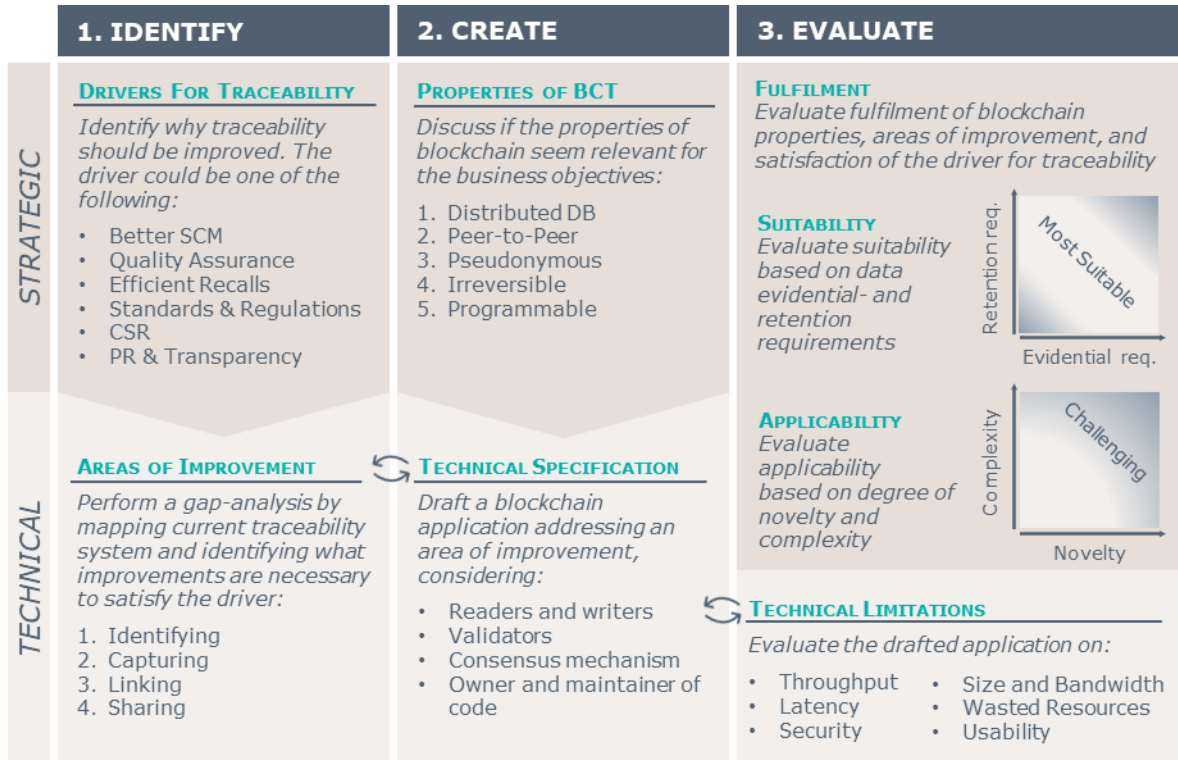 1. IDENTIFY
2. CREATE
3. EVALUATE
STRATEGIC
TECHNICAL
DRIVERS FOR TRACEABILITY
Identify why traceability
should be improved. The
driver could be one of the
following:
• Better SCM
• Quality Assurance
• Efficient Recalls
• Standards & Regulations
• CSR
• PR & Transparency
AREAS OF IMPROVEMENT
Perform a gap-analysis by
mapping current traceability
system and identifying what
improvements are necessary
to satisfy the driver:
1. Identifying
2. Capturing
3. Linking
4. Sharing
PROPERTIES OF BCT
Discuss if the properties of
blockchain seem relevant for
the business objectives:
1. Distributed DB
2. Peer-to-Peer
3. Pseudonymous
4. Irreversible
5. Programmable
TECHNICAL SPECIFICATION
Draft a blockchain
application addressing an
area of improvement,
considering:
• Readers and writers
• Validators
• Consensus mechanism
• Owner and maintainer of
code
FULFILMENT
Evaluate fulfilment of blockchain
properties, areas of improvement, and
satisfaction of the driver for traceability
SUITABILITY
Evaluate suitability
based on data
evidential- and
retention
requirements
Retention req.
Most Suitable
Evidential req.
APPLICABILITY
Evaluate
applicability
based on degree of
novelty and
complexity
Complexity
Challenging
Novelty
TECHNICAL LIMITATIONS
Evaluate the drafted application on:
• Throughput
• Latency
• Security
• Size and Bandwidth
• Wasted Resources
• Usability